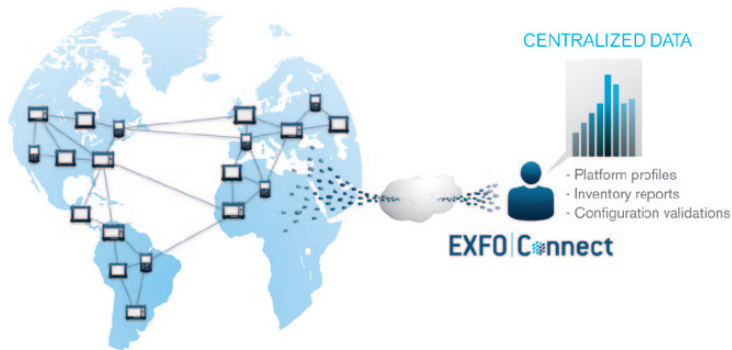 CENTRALIZED DATA
- Platform profiles
- Inventory reports
- Configuration validations
EXFO|Connect